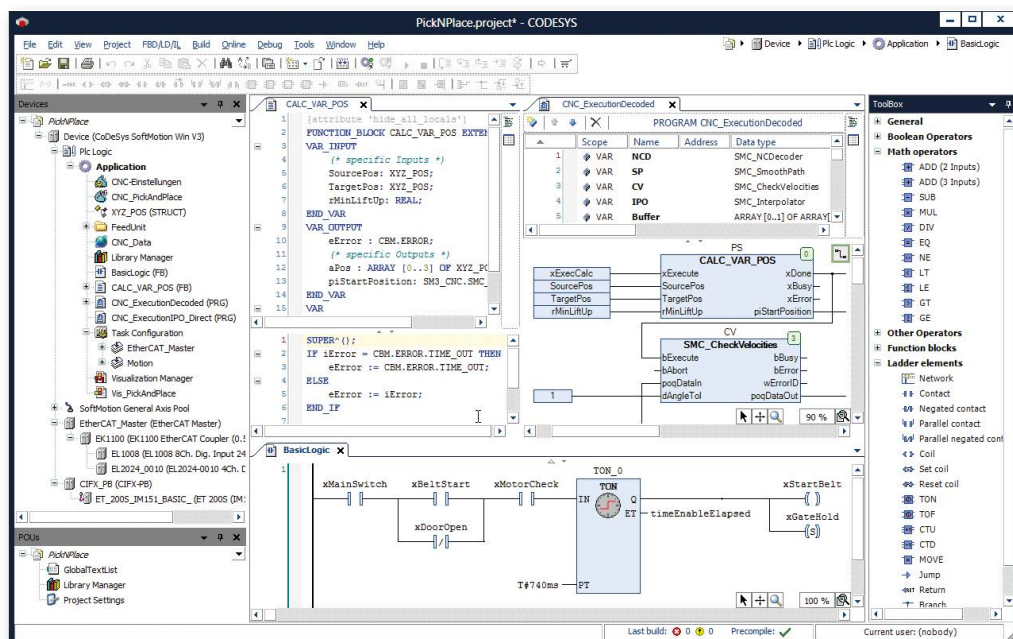 PickNPlace.project* - CODESYS
File Edit View Project FBD/LD/IL Build Online Debug Tools Window Help
Device Plc Logic Application BasicLogic
Devices
PickNPlace
Device (CoDeSys SoftMotion Win V3)
Plc Logic
Application
CNC-Einstellungen
CNC_PickAndPlace
XYZ_POS (STRUCT)
FeedUnit
CNC_Data
Library Manager
BasicLogic (FB)
CALC_VAR_POS (FB)
CNC_ExecutionDecoded (PRG)
CNC_ExecutionIPO_Direct (PRG)
Task Configuration
EtherCAT_Master
Motion
Visualization Manager
Vis_PickAndPlace
SoftMotion General Axis Pool
EtherCAT_Master (EtherCAT Master)
EK1100 (EK1100 EtherCAT Coupler (0.5
EL1008 (EL1008 8Ch. Dig. Input 24
EL2024_0010 (EL2024-0010 4Ch. D
CIFX_PB (CIFX-PB)
ET_200S_IM151_BASIC_ (ET 200S (IM1
POUs
PickNPlace
GlobalTextList
Library Manager
Project Settings
CALC_VAR_POS
1 {attribute 'hide_all_locals'}
2 FUNCTION_BLOCK CALC_VAR_POS EXTEN
3 VAR_INPUT
4 (* specific Inputs *)
5 SourcePos: XYZ_POS;
6 TargetPos: XYZ_POS;
7 rMinLiftUp: REAL;
8 END_VAR
9 VAR_OUTPUT
10 eError : CBM.ERROR;
11 (* specific Outputs *)
12 aPos : ARRAY [0..3] OF XYZ_PO
13 piStartPosition: SM3_CNC.SMC_
14 END_VAR
15 VAR
1 SUPER^();
2 IF iError = CBM.ERROR.TIME_OUT THEN
3 eError := CBM.ERROR.TIME_OUT;
4 ELSE
5 eError := iError;
6 END_IF
7
CNC_ExecutionDecoded
PROGRAM CNC_ExecutionDecoded
Scope Name Address Data type
1 VAR NCD SMC_NCDecoder
2 VAR SP SMC_SmoothPath
3 VAR CV SMC_CheckVelocities
4 VAR IPO SMC_Interpolator
5 VAR Buffer ARRAY [0..1] OF ARRAY[
PS
CALC_VAR_POS 0
xExecCalc xExecute xDone
SourcePos SourcePos xBusy
TargetPos TargetPos xError
rMinLiftUp rMinLiftUp piStartPosition
CV
SMC_CheckVelocities 3
bExecute bBusy
bAbort bError
poqDataIn wErrorID
1 dAngleTol poqDataOut
90 %
BasicLogic
1
TON_0
xMainSwitch xBeltStart xMotorCheck TON xStartBelt
IN Q
ET timeEnableElapsed
xDoorOpen xGateHold
S
T#740ms PT
100 %
ToolBox
General
Boolean Operators
Math operators
ADD (2 Inputs)
ADD (3 Inputs)
SUB
MUL
DIV
EQ
NE
LT
LE
GT
GE
Other Operators
Function blocks
Ladder elements
Network
Contact
Negated contact
Parallel contact
Parallel negated cont
Coil
Set coil
Reset coil
TON
TOF
CTU
CTD
MOVE
Jump
Return
Branch
Last build: 0 0 Precompile: Current user: (nobody)